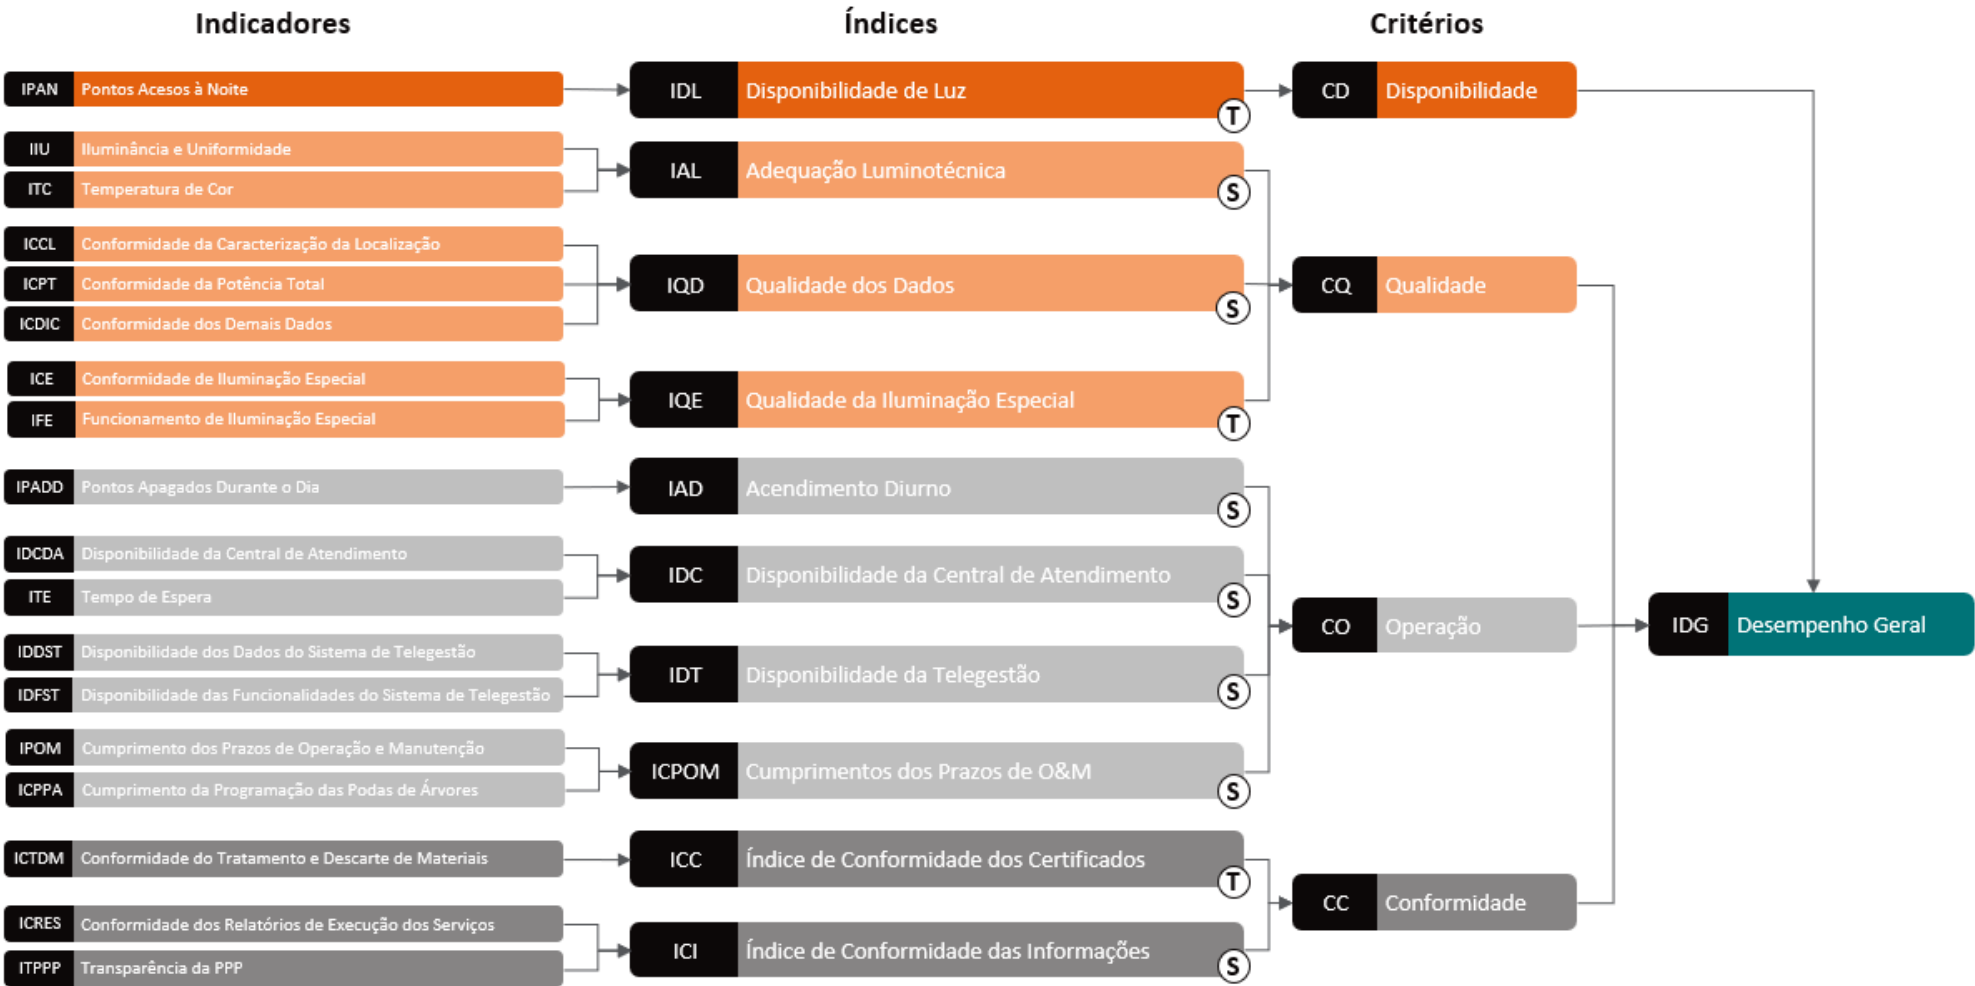 Indicadores
Índices
Critérios
IPAN Pontos Acesos à Noite
IDL Disponibilidade de Luz
T
CD Disponibilidade
IIU Iluminância e Uniformidade
ITC Temperatura de Cor
IAL Adequação Luminotécnica
S
ICCL Conformidade da Caracterização da Localização
ICPT Conformidade da Potência Total
ICDIC Conformidade dos Demais Dados
IQD Qualidade dos Dados
S
CQ Qualidade
ICE Conformidade de Iluminação Especial
IFE Funcionamento de Iluminação Especial
IQE Qualidade da Iluminação Especial
T
IPADD Pontos Apagados Durante o Dia
IAD Acendimento Diurno
S
IDCDA Disponibilidade da Central de Atendimento
ITE Tempo de Espera
IDC Disponibilidade da Central de Atendimento
S
CO Operação
IDG Desempenho Geral
IDDST Disponibilidade dos Dados do Sistema de Telegestão
IDFST Disponibilidade das Funcionalidades do Sistema de Telegestão
IDT Disponibilidade da Telegestão
S
IPOM Cumprimento dos Prazos de Operação e Manutenção
ICPPA Cumprimento da Programação das Podas de Árvores
ICPOM Cumprimentos dos Prazos de O&M
S
ICTDM Conformidade do Tratamento e Descarte de Materiais
ICC Índice de Conformidade dos Certificados
T
CC Conformidade
ICRES Conformidade dos Relatórios de Execução dos Serviços
ITPPP Transparência da PPP
ICI Índice de Conformidade das Informações
S